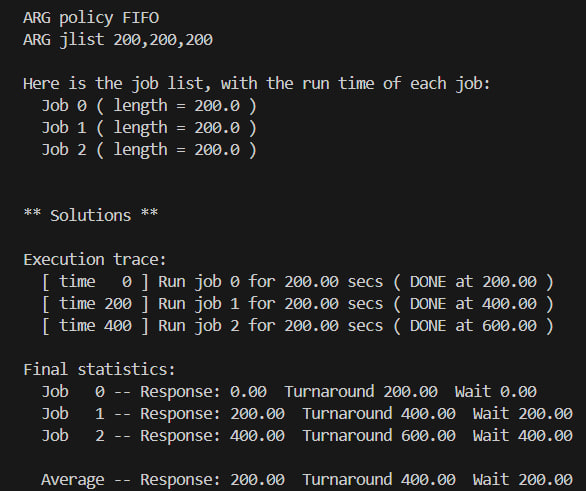 ARG policy FIFO
ARG jlist 200,200,200
Here is the job list, with the run time of each job:
Job 0 ( length = 200.0 )
Job 1 ( length = 200.0 )
Job 2 ( length = 200.0 )
** Solutions **
Execution trace:
[ time   0 ] Run job 0 for 200.00 secs ( DONE at 200.00 )
[ time 200 ] Run job 1 for 200.00 secs ( DONE at 400.00 )
[ time 400 ] Run job 2 for 200.00 secs ( DONE at 600.00 )
Final statistics:
Job   0 -- Response: 0.00  Turnaround 200.00  Wait 0.00
Job   1 -- Response: 200.00  Turnaround 400.00  Wait 200.00
Job   2 -- Response: 400.00  Turnaround 600.00  Wait 400.00
Average -- Response: 200.00  Turnaround 400.00  Wait 200.00